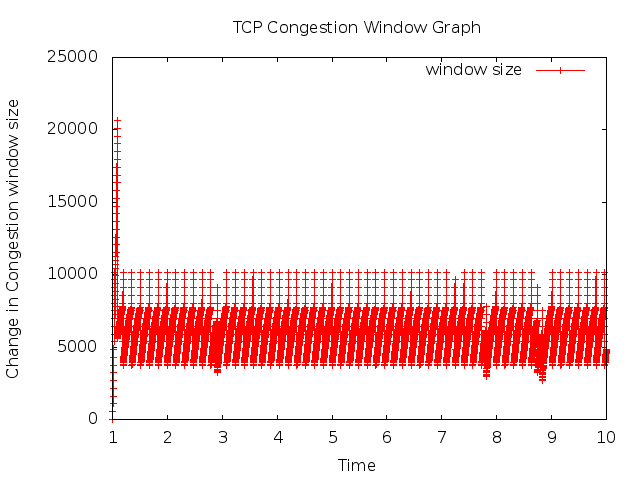 TCP Congestion Window Graph
25000
window size
20000
15000
10000
5000
0
Change in Congestion window size
1 2 3 4 5 6 7 8 9 10
Time